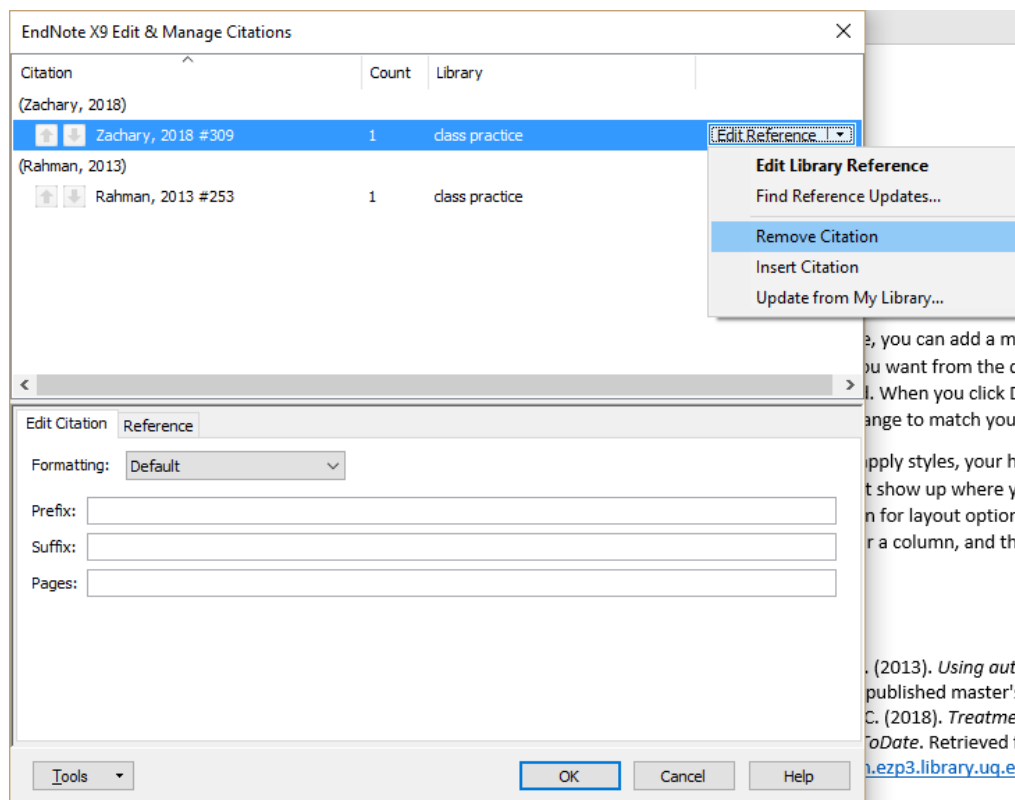 EndNote X9 Edit & Manage Citations
Citation Count Library
(Zachary, 2018)
Zachary, 2018 #309 1 class practice Edit Reference
(Rahman, 2013)
Rahman, 2013 #253 1 class practice
Edit Library Reference
Find Reference Updates...
Remove Citation
Insert Citation
Update from My Library...
e, you can add a m
ou want from the
. When you click
ange to match you
apply styles, your h
t show up where y
n for layout option
r a column, and th
Edit Citation Reference
Formatting: Default
Prefix:
Suffix:
Pages:
. (2013). Using aut
published master's
C. (2018). Treatme
ToDate. Retrieved
n.ezp3.library.uq.e
Tools OK Cancel Help